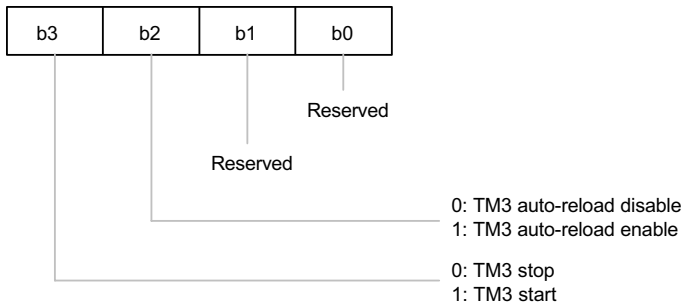 b3 b2 b1 b0
Reserved
Reserved
0: TM3 auto-reload disable
1: TM3 auto-reload enable
0: TM3 stop
1: TM3 start